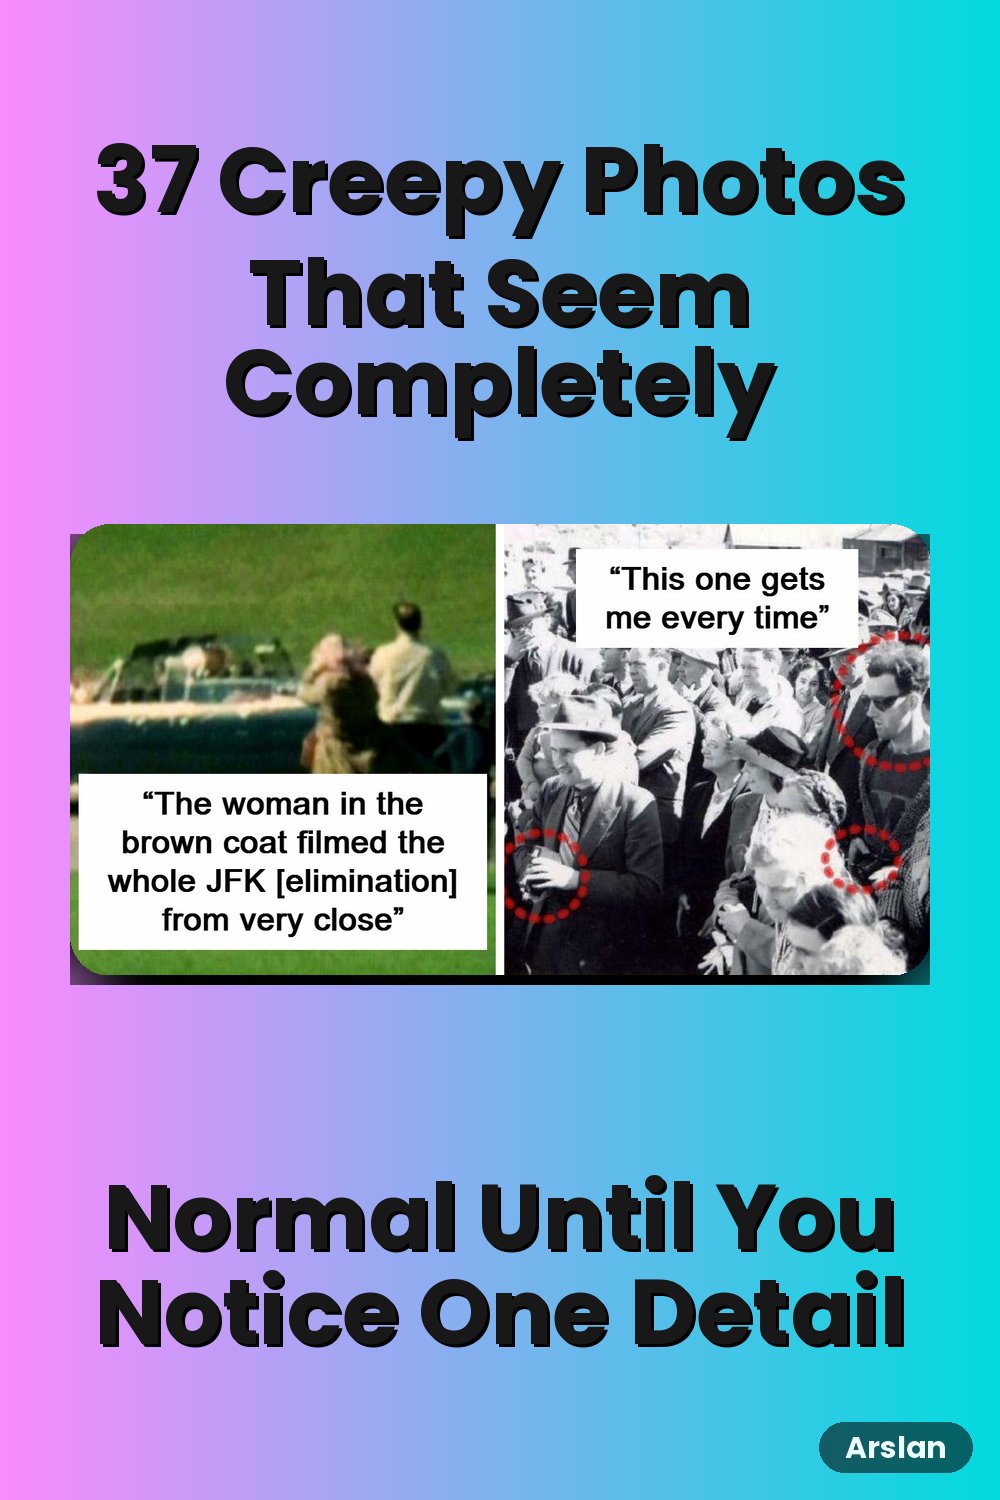 37 Creepy Photos
That Seem
Completely
“This one gets
me every time”
“The woman in the
brown coat filmed the
whole JFK [elimination]
from very close”
Normal Until You
Notice One Detail
Arslan